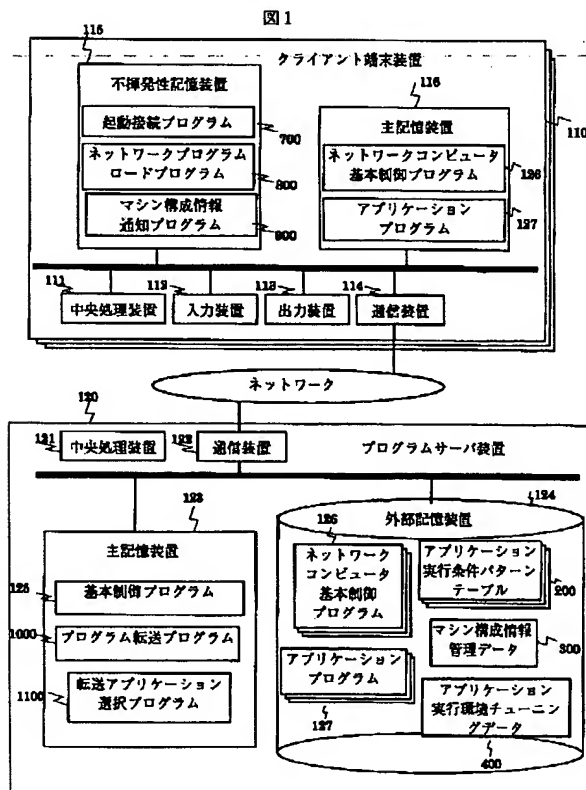 図1
115
クライアント端末装置
不揮発性記憶装置
起動接続プログラム
700
ネットワークプログラム
ロードプログラム
800
マシン構成情報
通知プログラム
900
116
主記憶装置
ネットワークコンピュータ
基本制御プログラム
126
アプリケーション
プログラム
127
110
111
中央処理装置
112
入力装置
113
出力装置
114
通信装置
ネットワーク
120
121
中央処理装置
122
通信装置
プログラムサーバ装置
123
主記憶装置
125
基本制御プログラム
1000
プログラム転送プログラム
1100
転送アプリケーション
選択プログラム
124
外部記憶装置
126
ネットワーク
コンピュータ
基本制御
プログラム
アプリケーション
実行条件パターン
テーブル
200
マシン構成情報
管理データ
300
アプリケーション
プログラム
127
アプリケーション
実行環境チューニン
グデータ
400